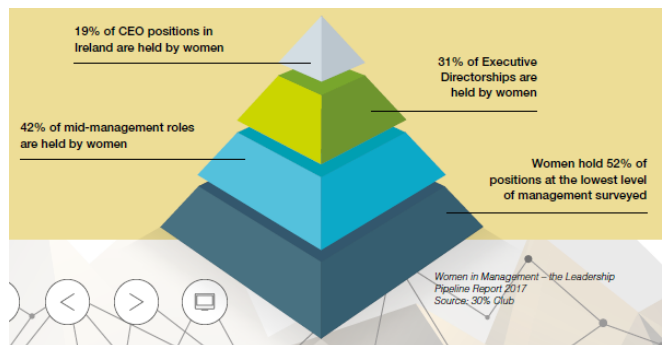 19% of CEO positions in
Ireland are held by women
31% of Executive
Directorships are
held by women
42% of mid-management roles
are held by women
Women hold 52% of
positions at the lowest level
of management surveyed
Women in Management – the Leadership
Pipeline Report 2017
Source: 30% Club